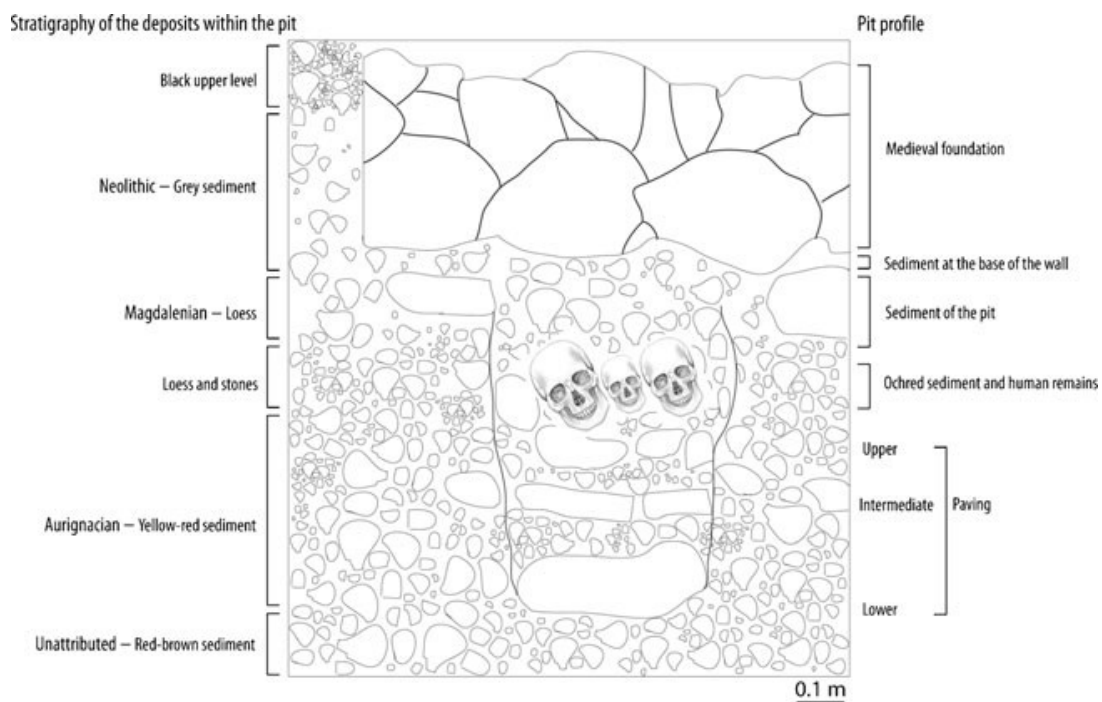 Stratigraphy of the deposits within the pit
Pit profile
Black upper level
Neolithic – Grey sediment
Magdalenian – Loess
Loess and stones
Aurignacian – Yellow-red sediment
Unattributed – Red-brown sediment
Medieval foundation
Sediment at the base of the wall
Sediment of the pit
Ochred sediment and human remains
Upper
Intermediate
Paving
Lower
0.1 m